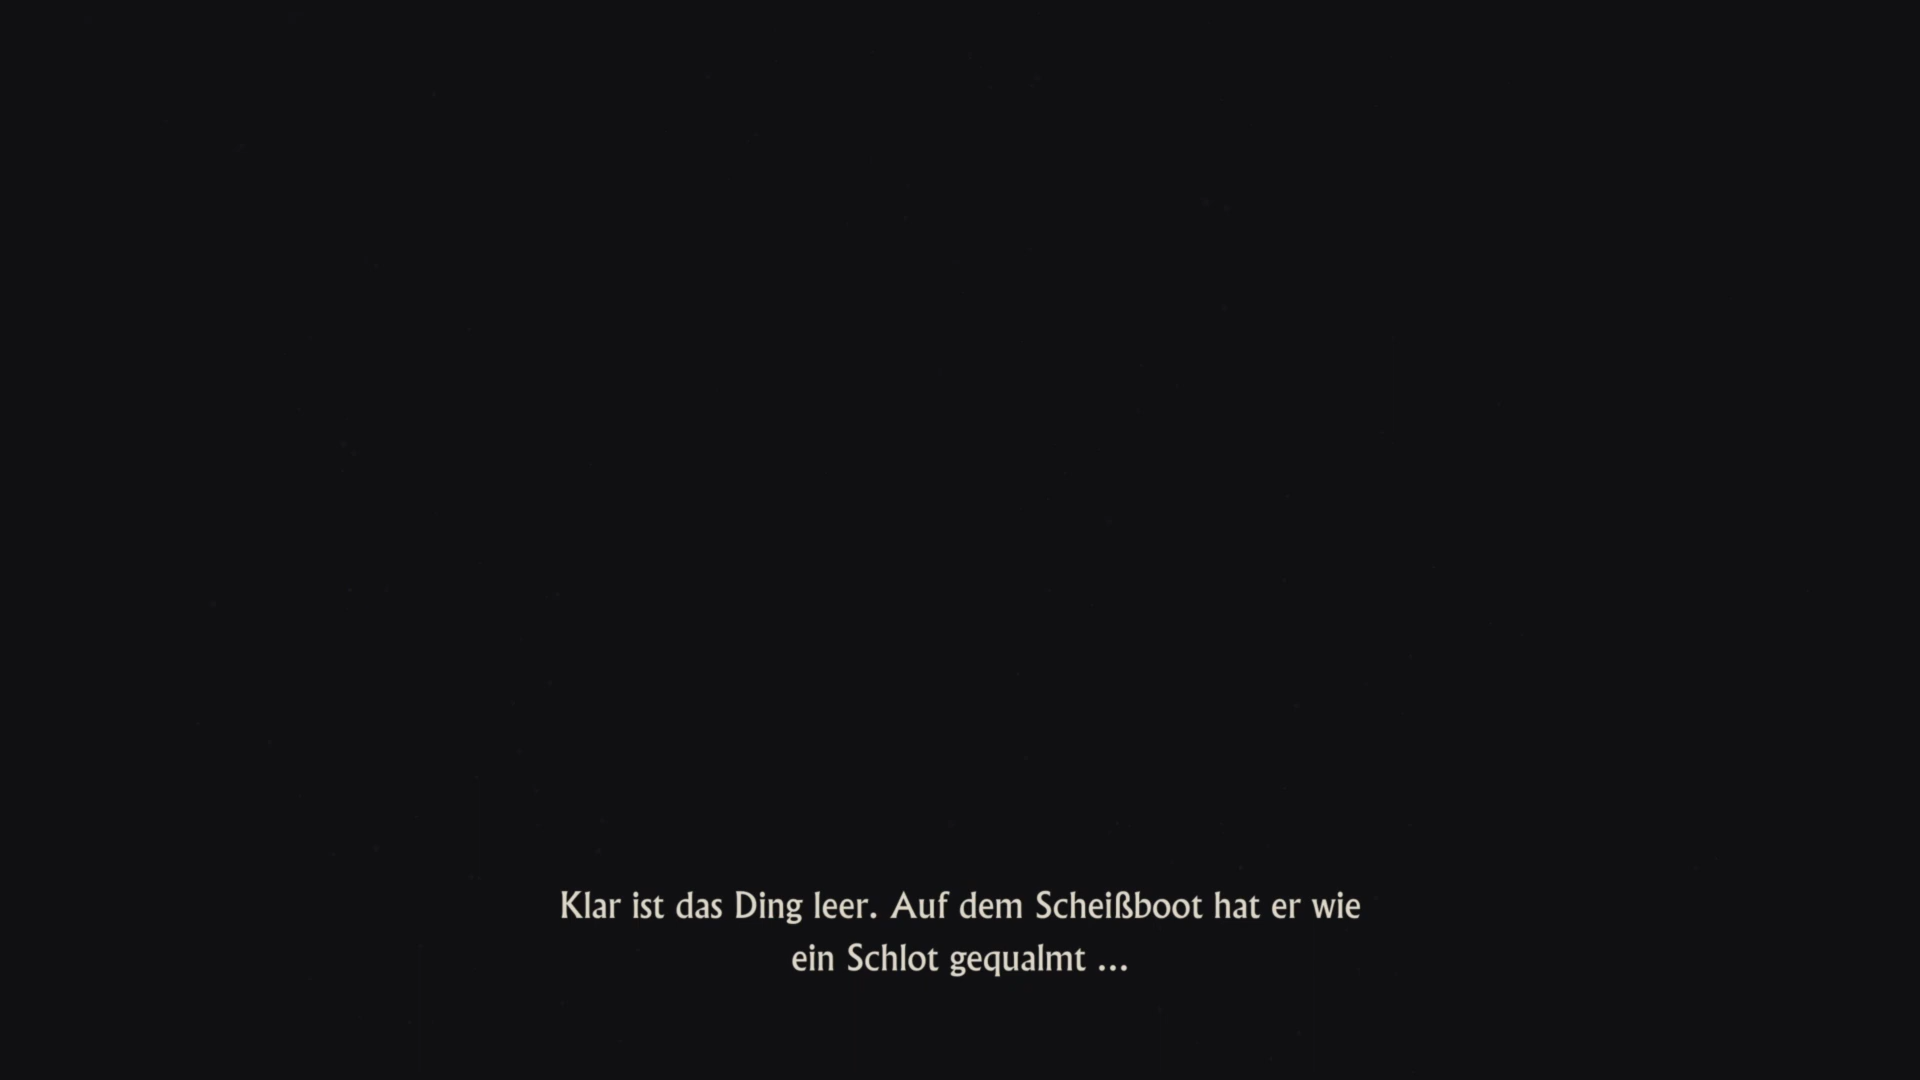 Klar ist das Ding leer. Auf dem Scheißboot hat er wie
ein Schlot gequalmt ...